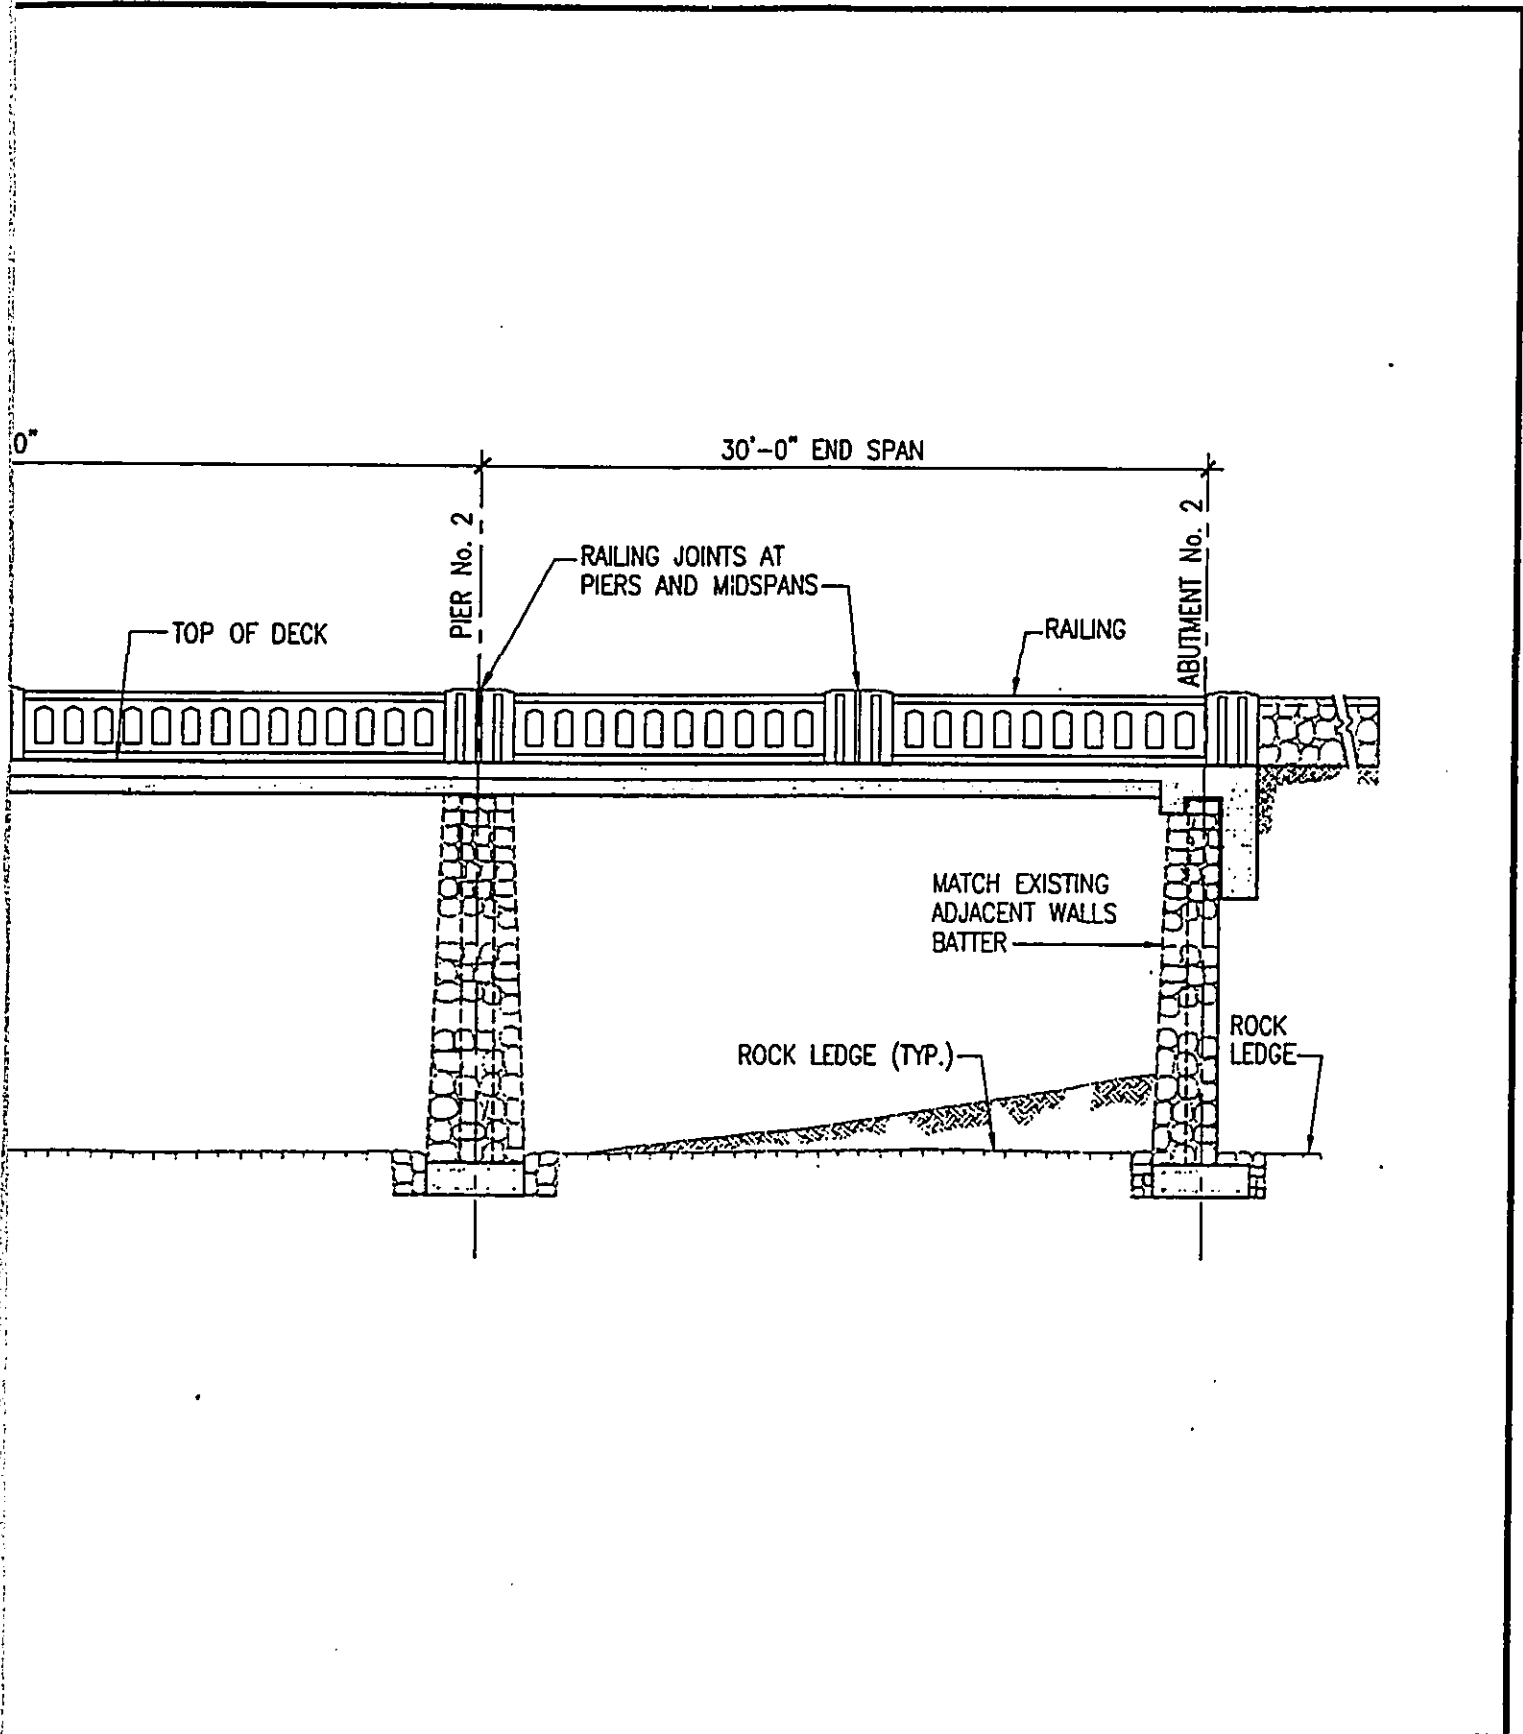 0"
30'-0" END SPAN
PIER No. 2
ABUTMENT No. 2
RAILING JOINTS AT
PIERS AND MIDSPANS
TOP OF DECK
RAILING
MATCH EXISTING
ADJACENT WALLS
BATTER
ROCK
LEDGE
ROCK LEDGE (TYP.)